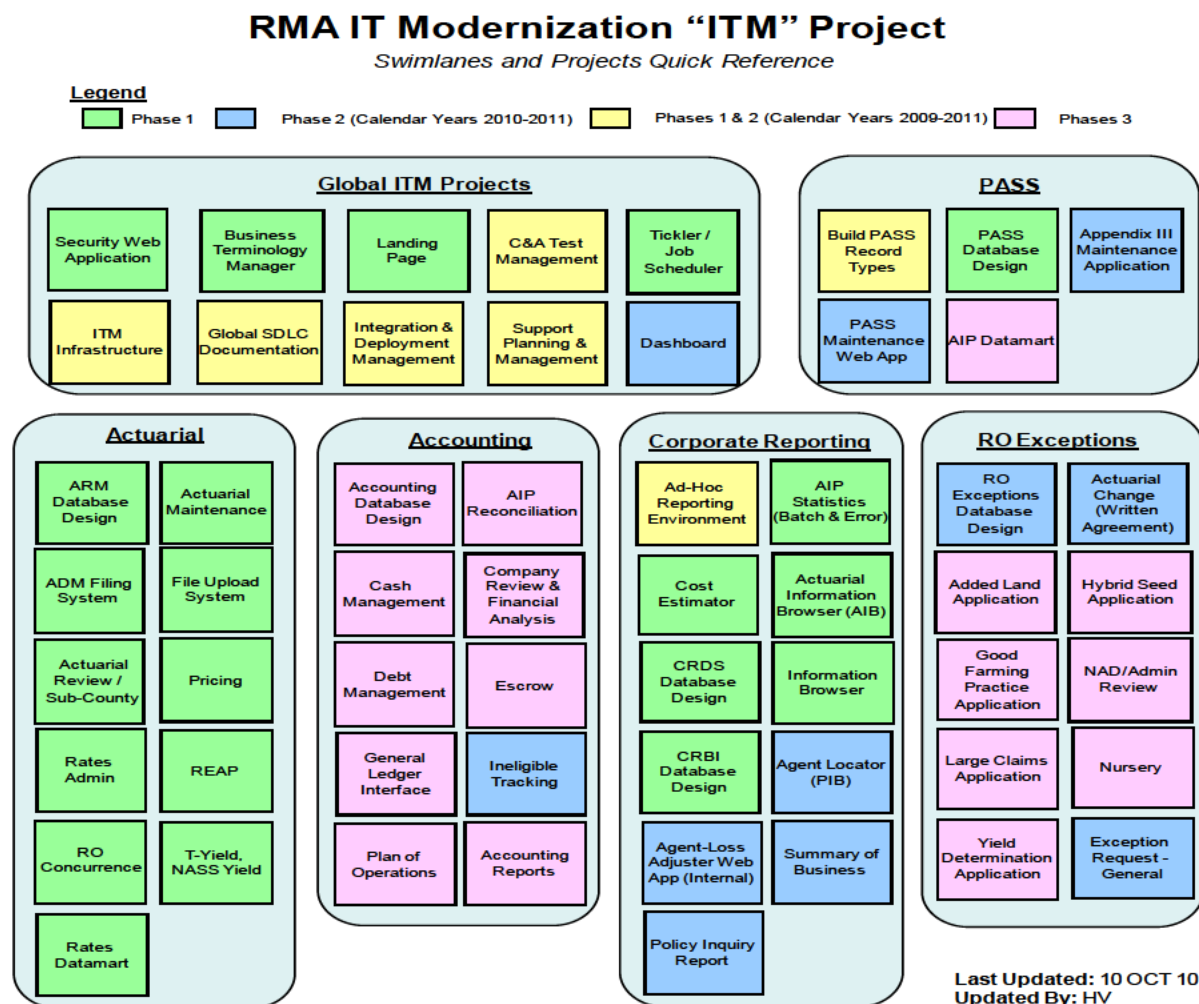 RMA IT Modernization “ITM” Project
Swimlanes and Projects Quick Reference
Legend
Phase 1
Phase 2 (Calendar Years 2010-2011)
Phases 1 & 2 (Calendar Years 2009-2011)
Phases 3
Global ITM Projects
Security Web
Application
Business
Terminology
Manager
Landing
Page
C&A Test
Management
Tickler /
Job
Scheduler
ITM
Infrastructure
Global SDLC
Documentation
Integration &
Deployment
Management
Support
Planning &
Management
Dashboard
PASS
Build PASS
Record
Types
PASS
Database
Design
Appendix III
Maintenance
Application
PASS
Maintenance
Web App
AIP Datamart
Actuarial
ARM
Database
Design
Actuarial
Maintenance
ADM Filing
System
File Upload
System
Actuarial
Review /
Sub-County
Pricing
Rates
Admin
REAP
RO
Concurrence
T-Yield,
NASS Yield
Rates
Datamart
Accounting
Accounting
Database
Design
AIP
Reconciliation
Cash
Management
Company
Review &
Financial
Analysis
Debt
Management
Escrow
General
Ledger
Interface
Ineligible
Tracking
Plan of
Operations
Accounting
Reports
Corporate Reporting
Ad-Hoc
Reporting
Environment
AIP
Statistics
(Batch & Error)
Cost
Estimator
Actuarial
Information
Browser (AIB)
CRDS
Database
Design
Information
Browser
CRBI
Database
Design
Agent Locator
(PIB)
Agent-Loss
Adjuster Web
App (Internal)
Summary of
Business
Policy Inquiry
Report
RO Exceptions
RO
Exceptions
Database
Design
Actuarial
Change
(Written
Agreement)
Added Land
Application
Hybrid Seed
Application
Good
Farming
Practice
Application
NAD/Admin
Review
Large Claims
Application
Nursery
Yield
Determination
Application
Exception
Request -
General
Last Updated: 10 OCT 10
Updated By: HV